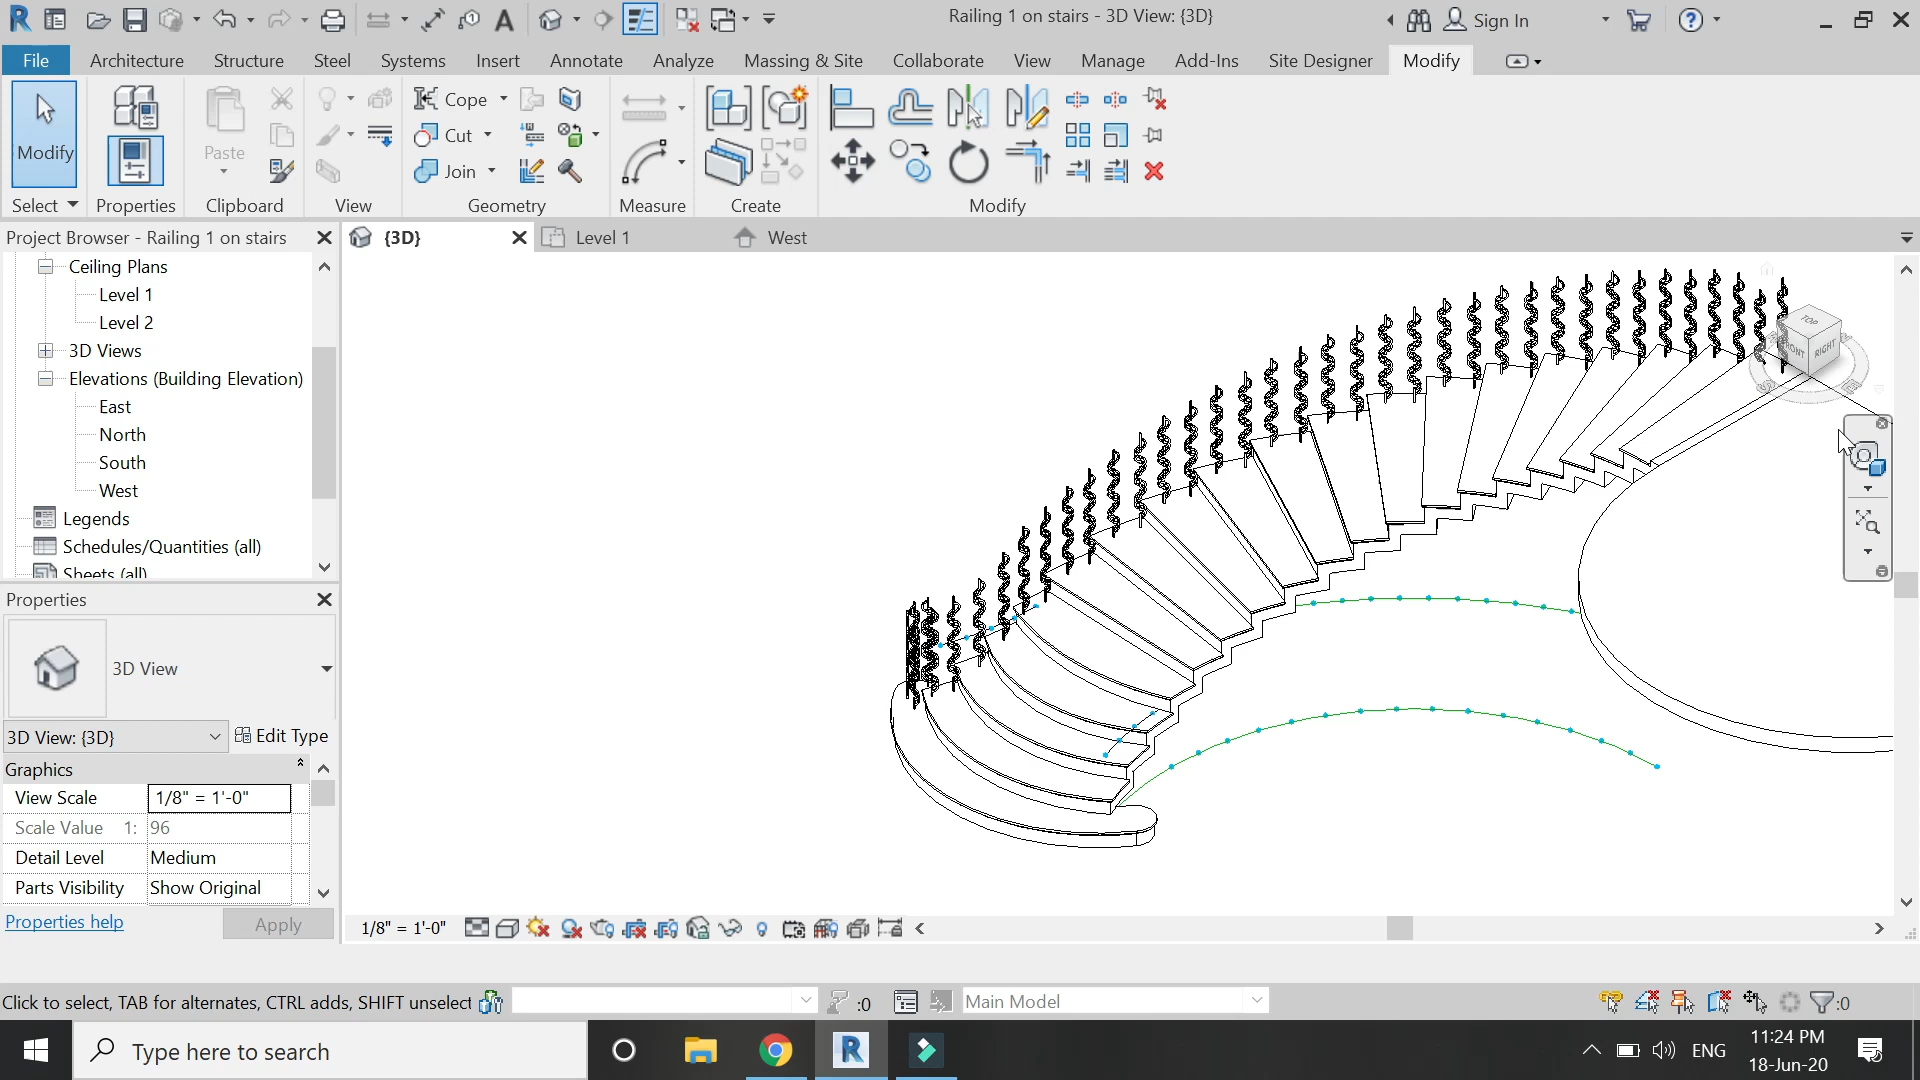 Railing 1 on stairs - 3D View: {3D}
Sign In
File
Architecture
Structure
Steel
Systems
Insert
Annotate
Analyze
Massing & Site
Collaborate
View
Manage
Add-Ins
Site Designer
Modify
Modify
Paste
Cope
Cut
Join
Select
Properties
Clipboard
View
Geometry
Measure
Create
Modify
Project Browser - Railing 1 on stairs
{3D}
Level 1
West
Ceiling Plans
Level 1
Level 2
3D Views
Elevations (Building Elevation)
East
North
South
West
Legends
Schedules/Quantities (all)
Sheets (all)
Properties
3D View
3D View: {3D}
Edit Type
Graphics
View Scale
1/8" = 1'-0"
Scale Value 1:
96
Detail Level
Medium
Parts Visibility
Show Original
Properties help
Apply
TOP
FRONT
RIGHT
1/8" = 1'-0"
Click to select, TAB for alternates, CTRL adds, SHIFT unselect
:0
Main Model
:0
Type here to search
ENG
11:24 PM
18-Jun-20